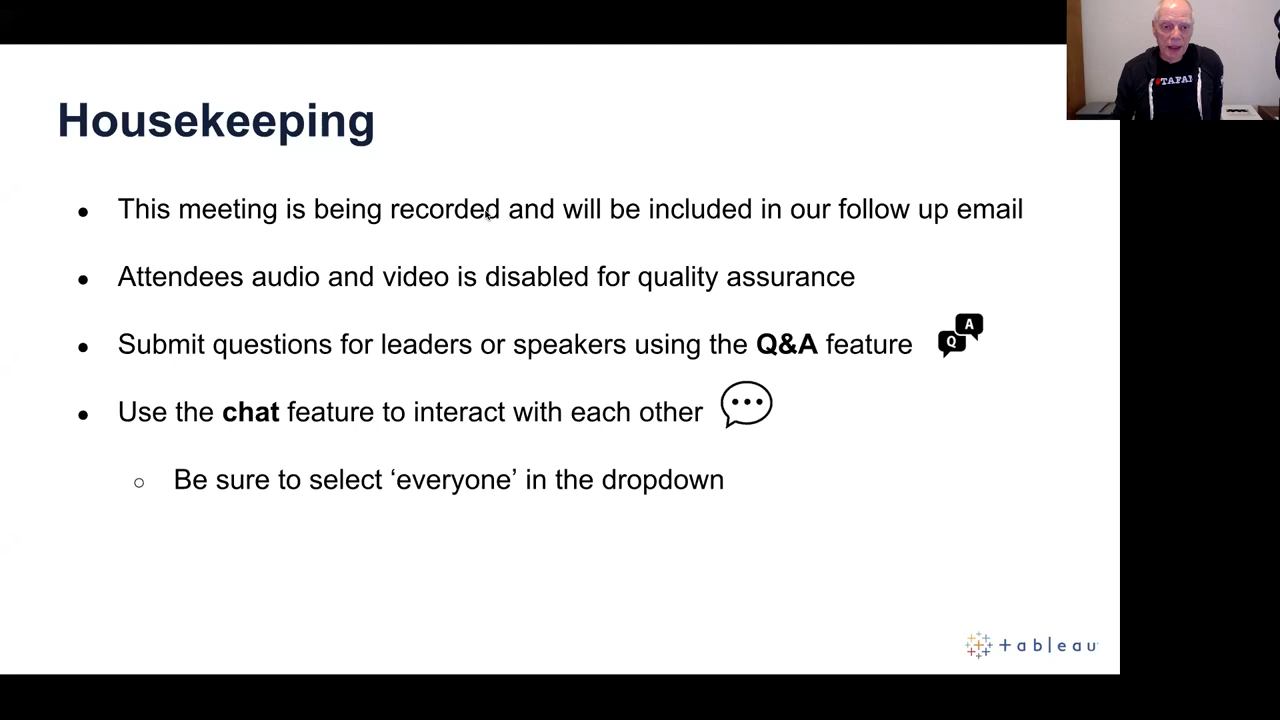 Housekeeping
● This meeting is being recorded and will be included in our follow up email
● Attendees audio and video is disabled for quality assurance
● Submit questions for leaders or speakers using the Q&A feature
A
Q
● Use the chat feature to interact with each other
○ Be sure to select ‘everyone’ in the dropdown
+ableau